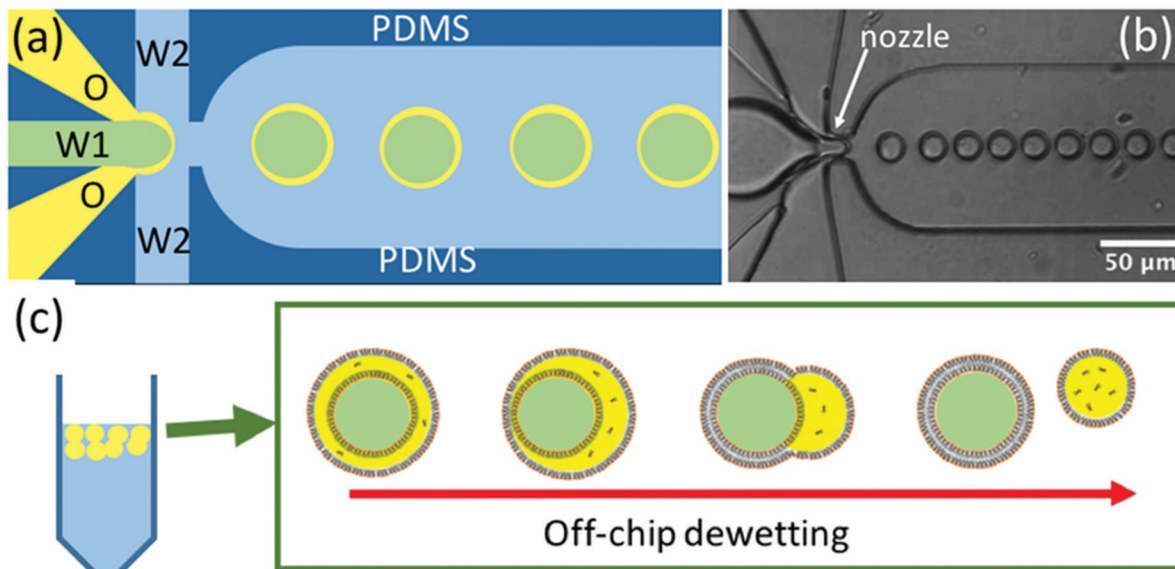 (a)
PDMS
W2
O
W1
O
W2
PDMS
nozzle
(b)
50 µm
(c)
Off-chip dewetting